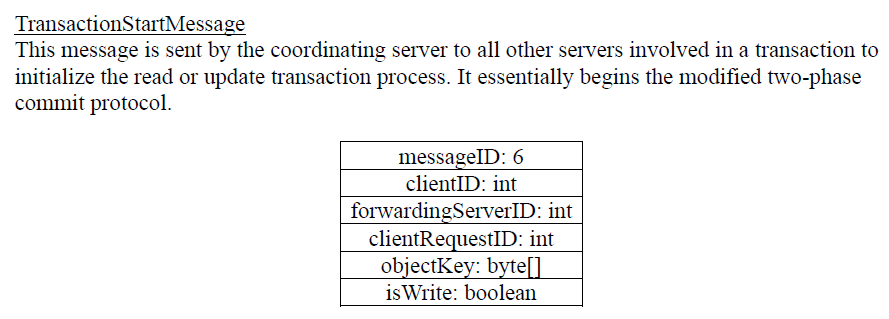 TransactionStartMessage
This message is sent by the coordinating server to all other servers involved in a transaction to
initialize the read or update transaction process. It essentially begins the modified two-phase
commit protocol.
messageID: 6
clientID: int
forwardingServerID: int
clientRequestID: int
objectKey: byte[]
isWrite: boolean